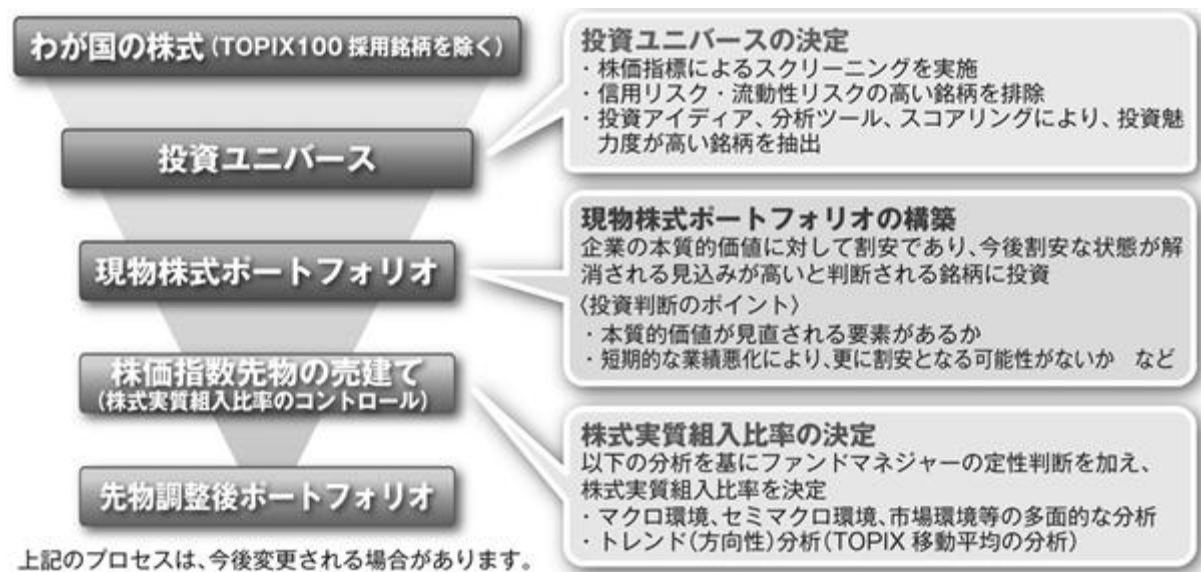 わが国の株式(TOPIX100 採用銘柄を除く)
投資ユニバース
現物株式ポートフォリオ
株価指数先物の売建て
(株式実質組入比率のコントロール)
先物調整後ポートフォリオ
上記のプロセスは、今後変更される場合があります。
投資ユニバースの決定
・株価指標によるスクリーニングを実施
・信用リスク・流動性リスクの高い銘柄を排除
・投資アイディア、分析ツール、スコアリングにより、投資魅
力度が高い銘柄を抽出
現物株式ポートフォリオの構築
企業の本質的価値に対して割安であり、今後割安な状態が解
消される見込みが高いと判断される銘柄に投資
〈投資判断のポイント〉
・本質的価値が見直される要素があるか
・短期的な業績悪化により、更に割安となる可能性がないか など
株式実質組入比率の決定
以下の分析を基にファンドマネジャーの定性判断を加え、
株式実質組入比率を決定
・マクロ環境、セミマクロ環境、市場環境等の多面的な分析
・トレンド(方向性)分析(TOPIX 移動平均の分析)